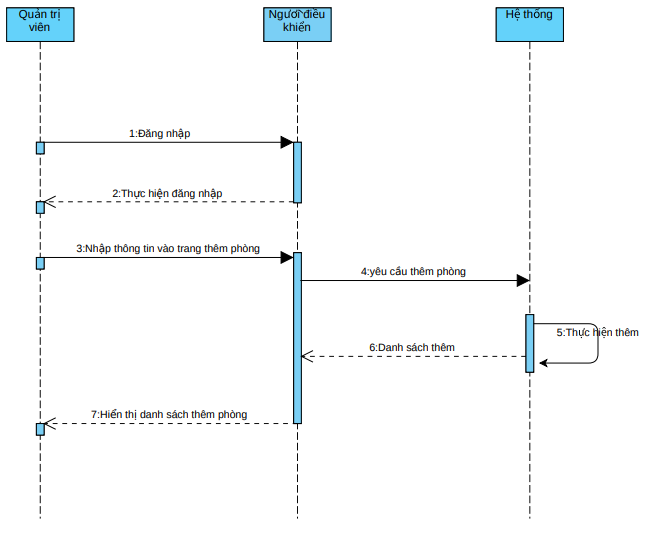 Quản trị
viên
Người điều
khiển
Hệ thống
1:Đăng nhập
2:Thực hiện đăng nhập
3:Nhập thông tin vào trang thêm phòng
4:yêu cầu thêm phòng
5:Thực hiện thêm
6:Danh sách thêm
7:Hiển thị danh sách thêm phòng